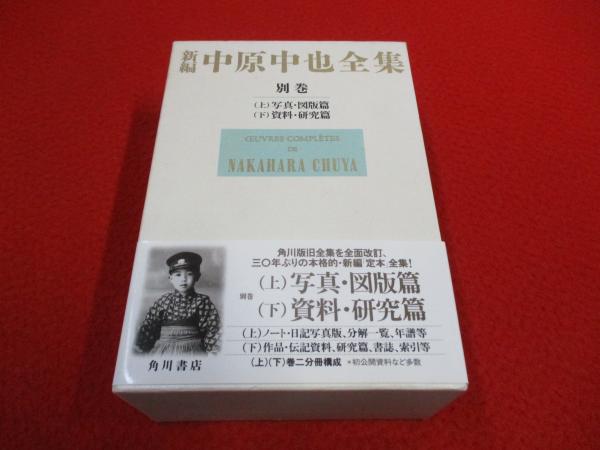 新編 中原中也全集
別巻
(上)写真・図版篇
(下)資料・研究篇
ŒUVRES COMPLÈTES
DE
NAKAHARA CHUYA
角川版旧全集を全面改訂、
三〇年ぶりの本格的・新編「定本」全集!
別巻
(上)写真・図版篇
(下)資料・研究篇
(上)ノート・日記写真版、分解一覧、年譜等
(下)作品・伝記資料、研究篇、書誌、索引等
(上)(下)巻二分冊構成 *初公開資料など多数
角川書店